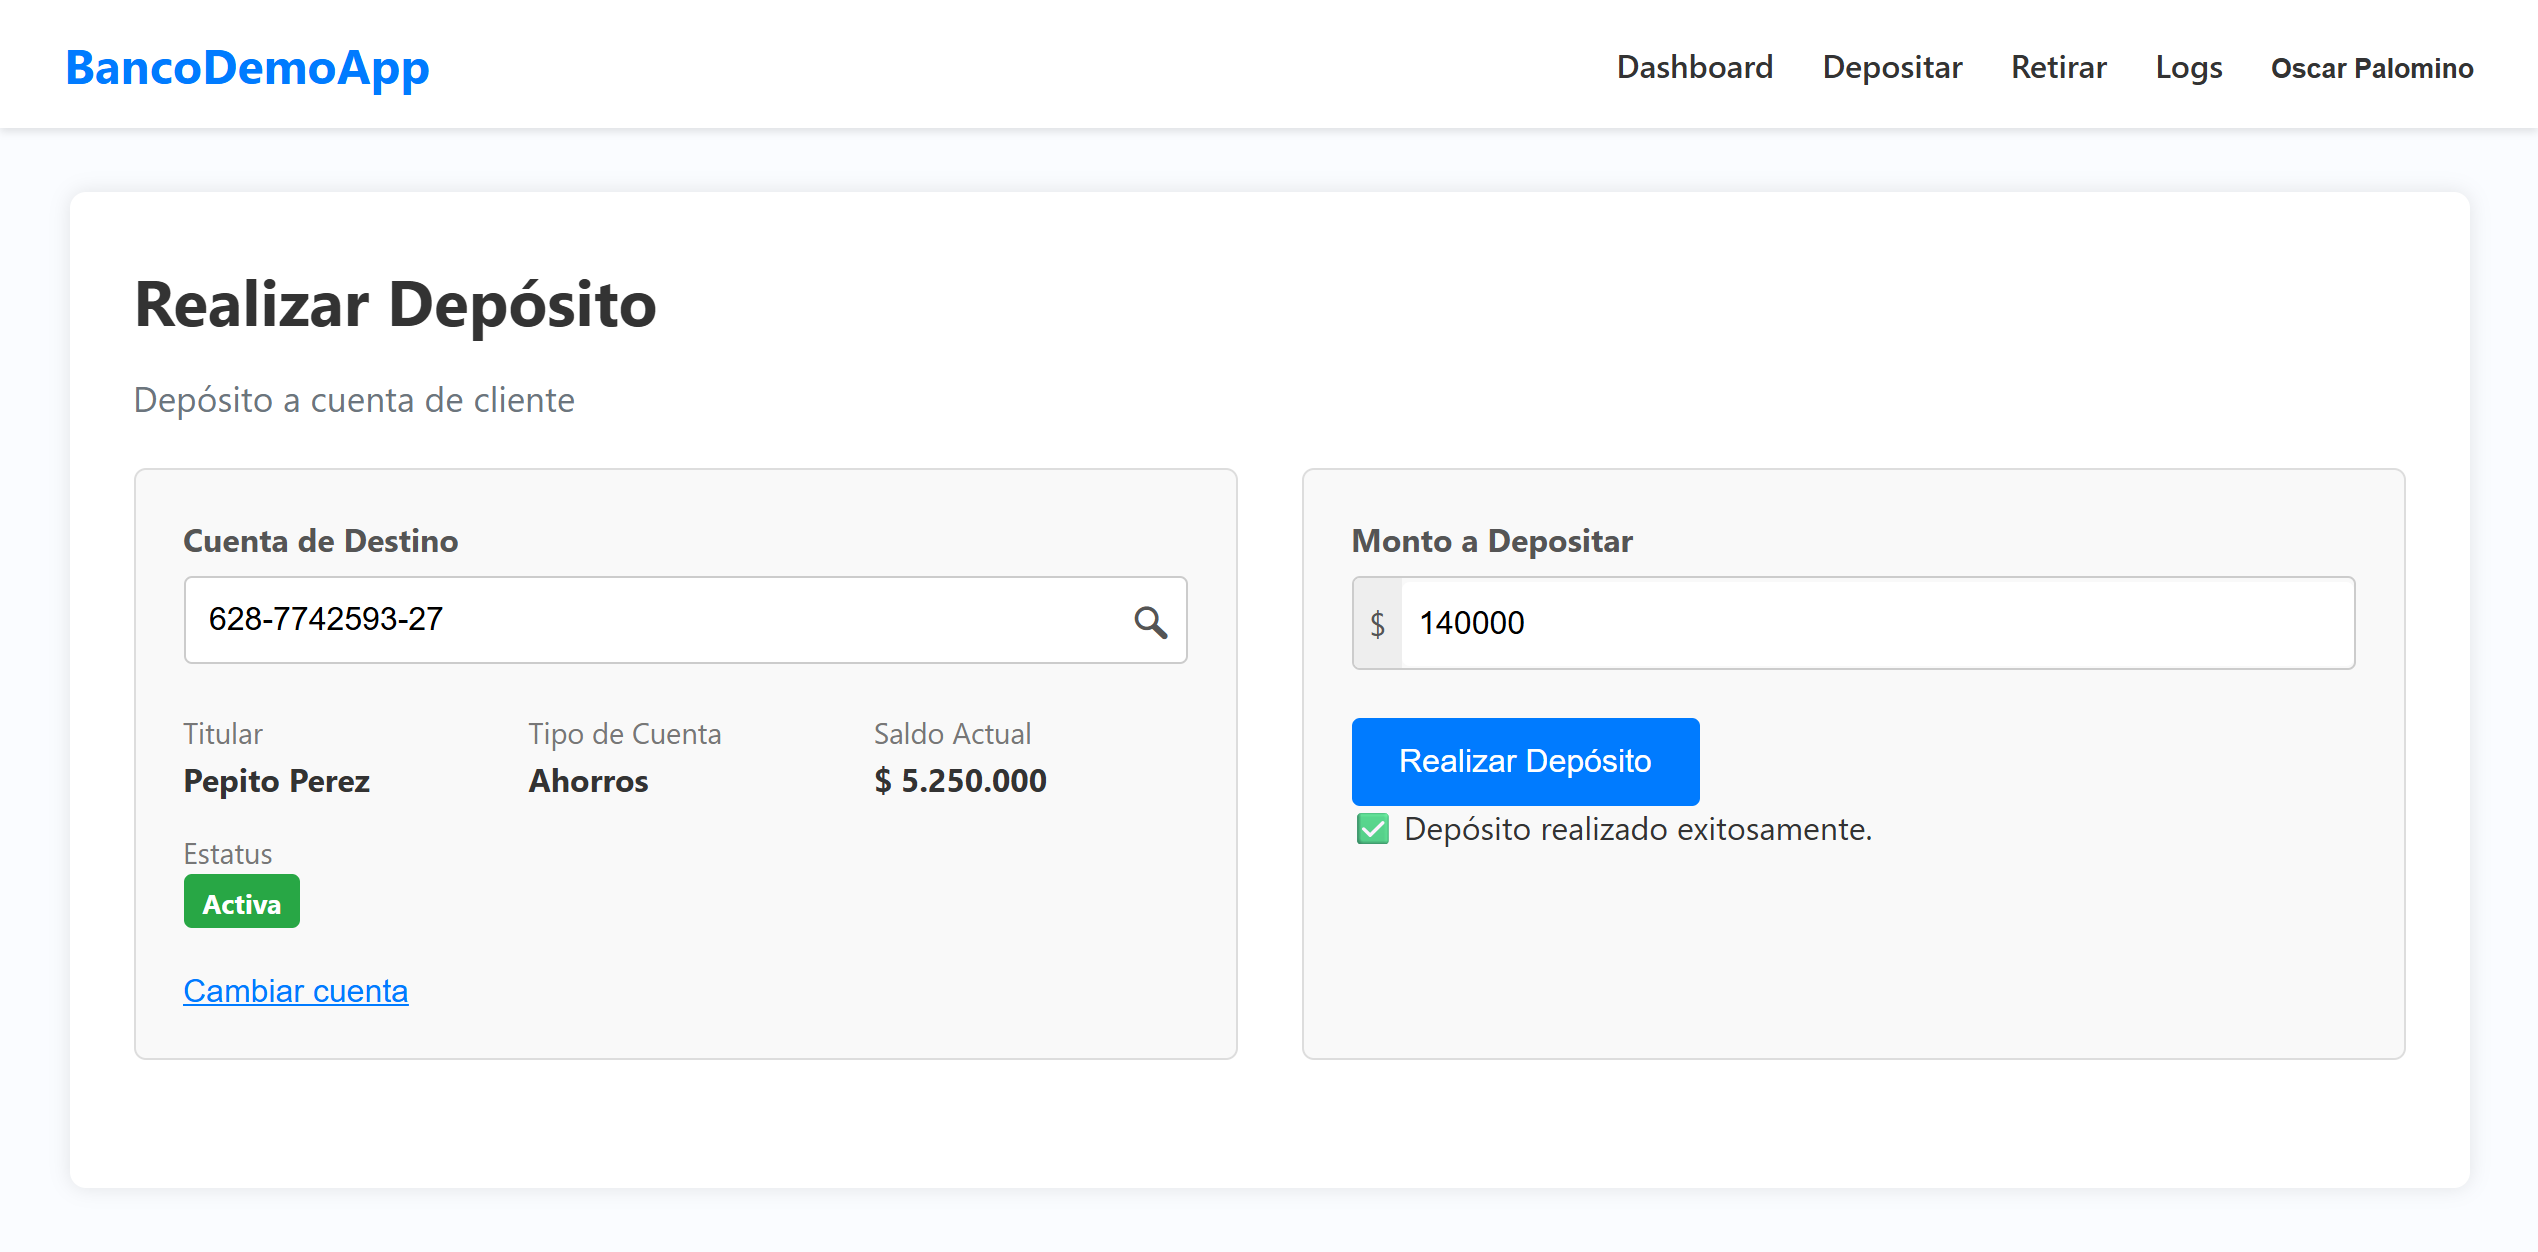 BancoDemoApp
Dashboard Depositar Retirar Logs Oscar Palomino
Realizar Depósito
Depósito a cuenta de cliente
Cuenta de Destino
628-7742593-27
Titular Tipo de Cuenta Saldo Actual
Pepito Perez Ahorros $ 5.250.000
Estatus
Activa
Cambiar cuenta
Monto a Depositar
$ 140000
Realizar Depósito
✅ Depósito realizado exitosamente.